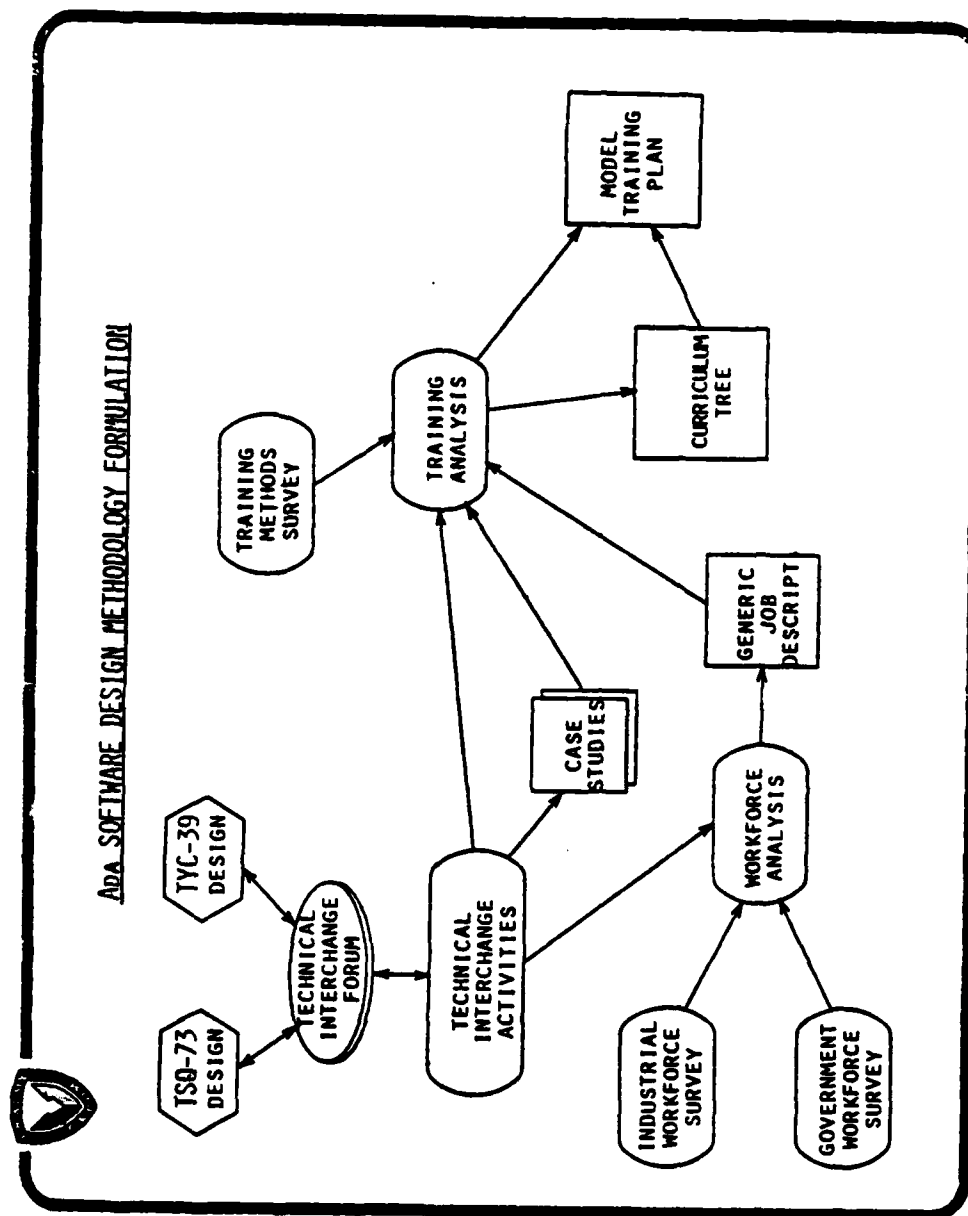 ADA SOFTWARE DESIGN METHODOLOGY FORMULATION
TSQ-73
DESIGN
TYC-39
DESIGN
TECHNICAL
INTERCHANGE
FORUM
TRAINING
METHODS
SURVEY
TECHNICAL
INTERCHANGE
ACTIVITIES
TRAINING
ANALYSIS
CASE
STUDIES
MODEL
TRAINING
PLAN
INDUSTRIAL
WORKFORCE
SURVEY
WORKFORCE
ANALYSIS
GENERIC
JOB
DESCRIPT
CURRICULUM
TREE
GOVERNMENT
WORKFORCE
SURVEY